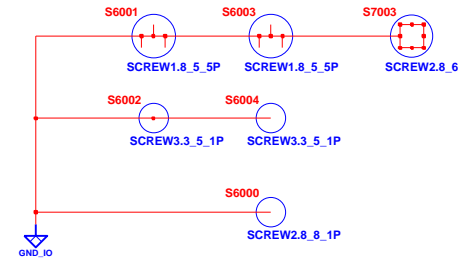 S6001 S6003 S7003
SCREW1.8_5_5P SCREW1.8_5_5P SCREW2.8_6
S6002 S6004
SCREW3.3_5_1P SCREW3.3_5_1P
S6000
SCREW2.8_8_1P
GND_IO